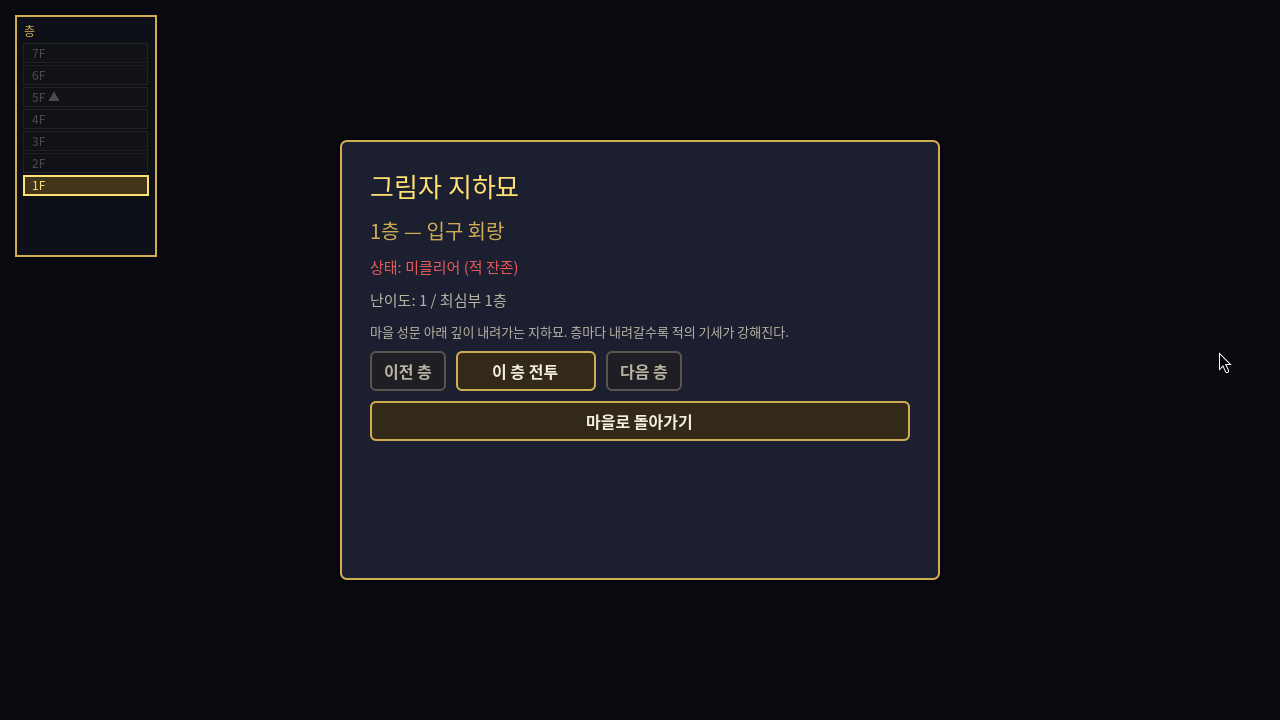 층
7F
6F
5F ▲
4F
3F
2F
1F
그림자 지하묘
1층 — 입구 회랑
상태: 미클리어 (적 잔존)
난이도: 1 / 최심부 1층
마을 성문 아래 깊이 내려가는 지하묘. 층마다 내려갈수록 적의 기세가 강해진다.
이전 층 이 층 전투 다음 층
마을로 돌아가기